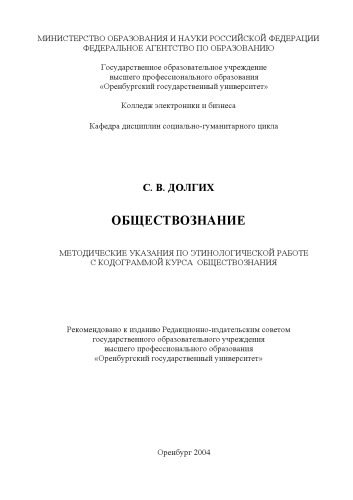 МИНИСТЕРСТВО ОБРАЗОВАНИЯ И НАУКИ РОССИЙСКОЙ ФЕДЕРАЦИИ
ФЕДЕРАЛЬНОЕ АГЕНТСТВО ПО ОБРАЗОВАНИЮ
Государственное образовательное учреждение
высшего профессионального образования
«Оренбургский государственный университет»
Колледж электроники и бизнеса
Кафедра дисциплин социально-гуманитарного цикла
С. В. ДОЛГИХ
ОБЩЕСТВОЗНАНИЕ
МЕТОДИЧЕСКИЕ УКАЗАНИЯ ПО ЭТИНОЛОГИЧЕСКОЙ РАБОТЕ
С КОДОГРАММОЙ КУРСА ОБЩЕСТВОЗНАНИЯ
Рекомендовано к изданию Редакционно-издательским советом
государственного образовательного учреждения
высшего профессионального образования
«Оренбургский государственный университет»
Оренбург 2004